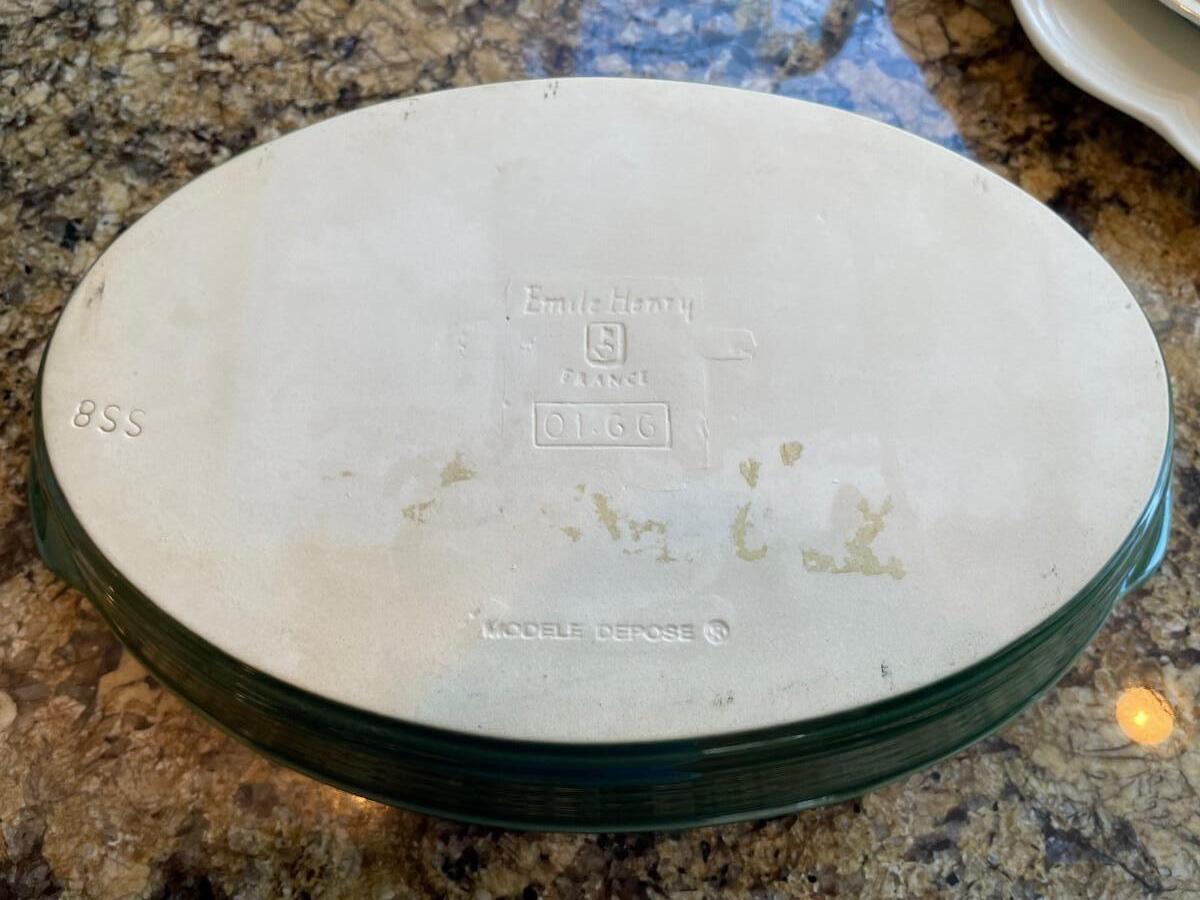 Emile Henry
FRANCE
01.66
8SS
MODELE DEPOSE ®